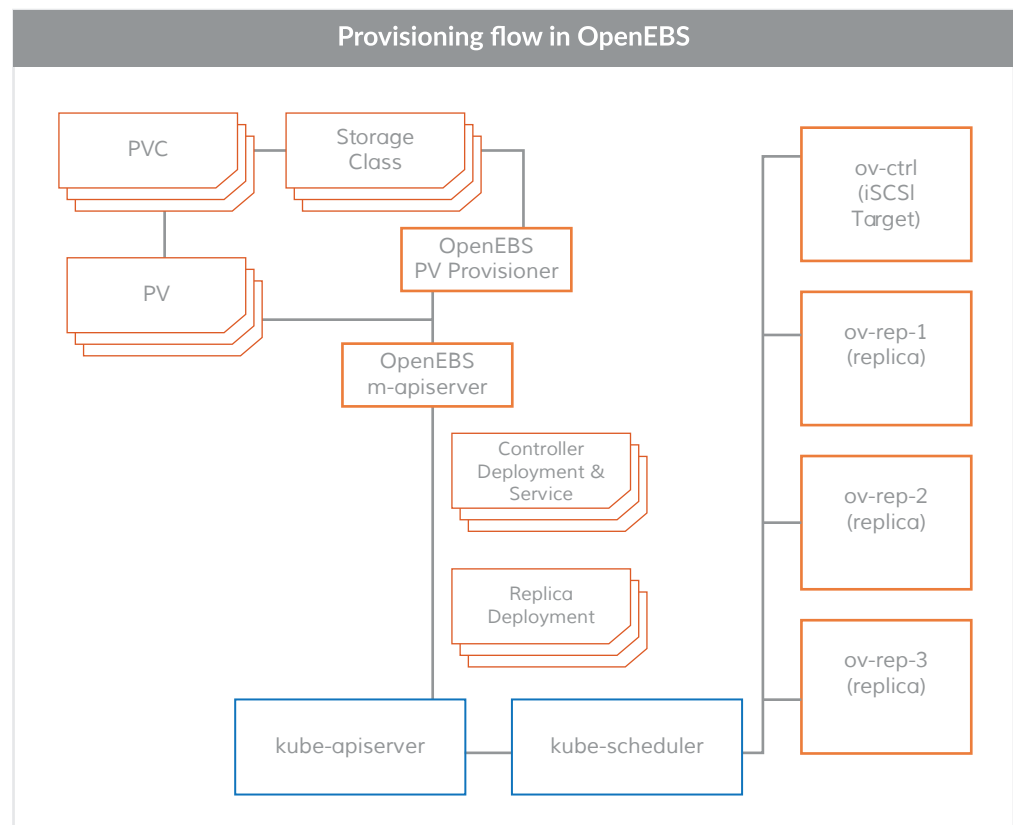 Provisioning flow in OpenEBS
PVC
Storage
Class
OpenEBS
PV Provisioner
PV
OpenEBS
m-apiserver
Controller
Deployment &
Service
Replica
Deployment
kube-apiserver
kube-scheduler
ov-ctrl
(iSCSI
Target)
ov-rep-1
(replica)
ov-rep-2
(replica)
ov-rep-3
(replica)